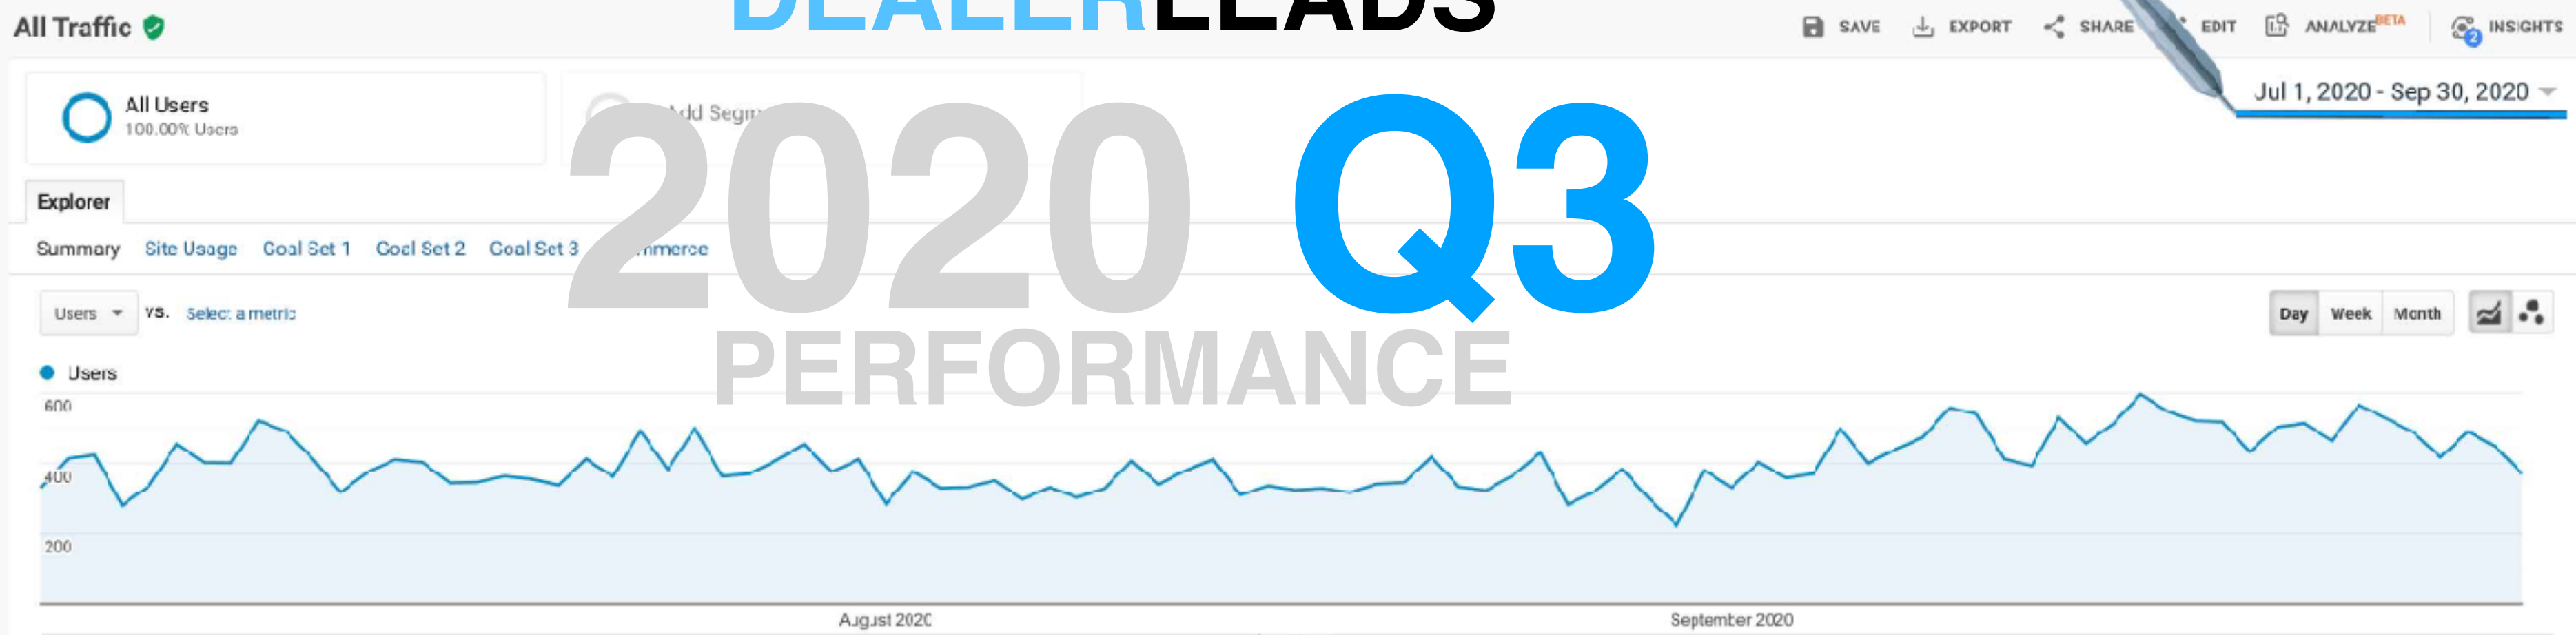 DEALERLEADS
All Traffic
SAVE EXPORT SHARE EDIT ANALYZE BETA 2 INSIGHTS
All Users
100.00% Users
Jul 1, 2020 - Sep 30, 2020
2020 Q3
Explorer
Summary Site Usage Goal Set 1 Goal Set 2 Goal Set 3
Users VS. Select a metric
Day Week Month
PERFORMANCE
Users
600
400
200
August 2020 September 2020